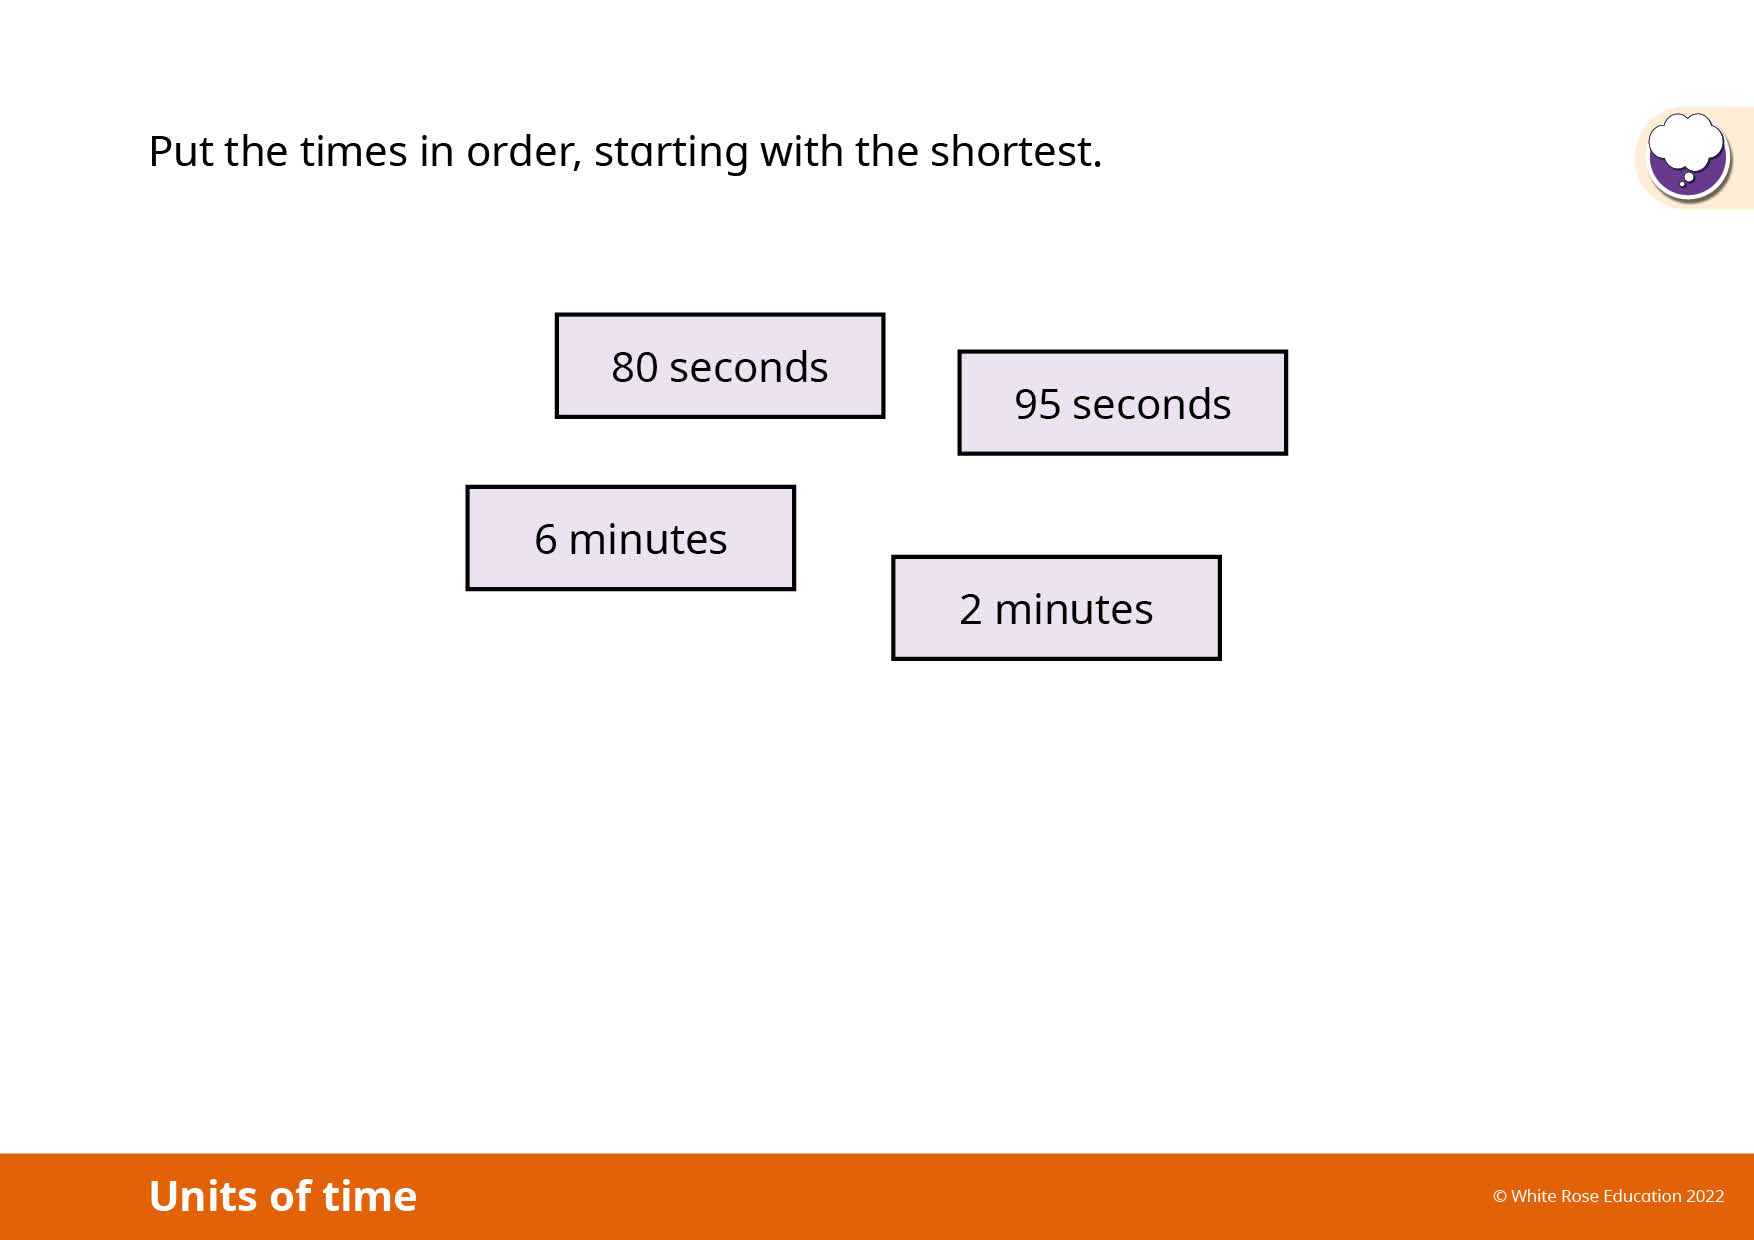 Put the times in order, starting with the shortest.
80 seconds
95 seconds
6 minutes
2 minutes
Units of time
© White Rose Education 2022